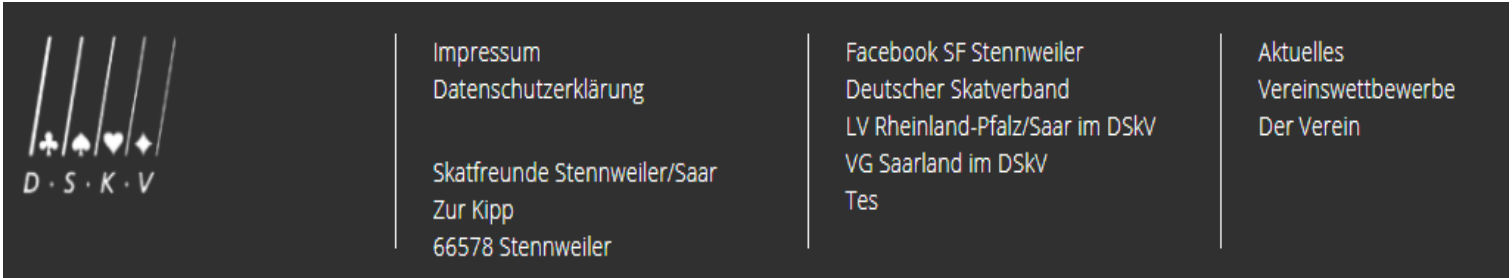 D · S · K · V
Impressum
Datenschutzerklärung
Skatfreunde Stennweiler/Saar
Zur Kipp
66578 Stennweiler
Facebook SF Stennweiler
Deutscher Skatverband
LV Rheinland-Pfalz/Saar im DSkV
VG Saarland im DSkV
Tes
Aktuelles
Vereinswettbewerbe
Der Verein